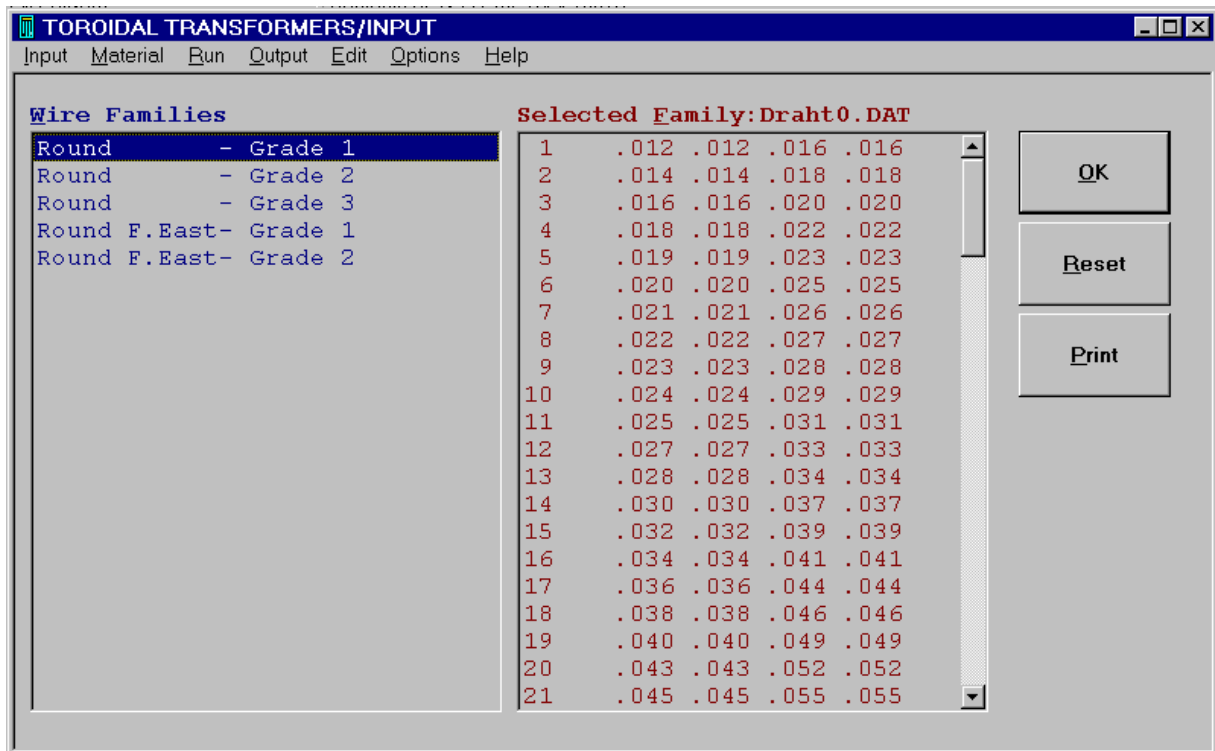 TOROIDAL TRANSFORMERS/INPUT
Input Material Run Output Edit Options Help
Wire Families
Round - Grade 1
Round - Grade 2
Round - Grade 3
Round F.East- Grade 1
Round F.East- Grade 2
Selected Family:Draht0.DAT
1 .012 .012 .016 .016
2 .014 .014 .018 .018
3 .016 .016 .020 .020
4 .018 .018 .022 .022
5 .019 .019 .023 .023
6 .020 .020 .025 .025
7 .021 .021 .026 .026
8 .022 .022 .027 .027
9 .023 .023 .028 .028
10 .024 .024 .029 .029
11 .025 .025 .031 .031
12 .027 .027 .033 .033
13 .028 .028 .034 .034
14 .030 .030 .037 .037
15 .032 .032 .039 .039
16 .034 .034 .041 .041
17 .036 .036 .044 .044
18 .038 .038 .046 .046
19 .040 .040 .049 .049
20 .043 .043 .052 .052
21 .045 .045 .055 .055
OK
Reset
Print